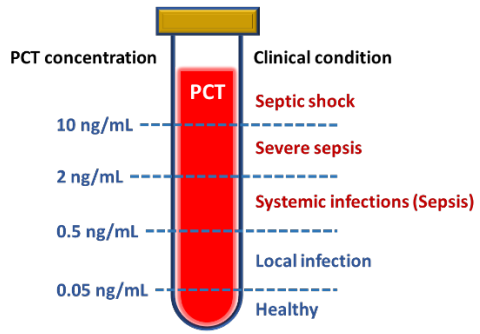 PCT concentration
Clinical condition
PCT
Septic shock
10 ng/mL
Severe sepsis
2 ng/mL
Systemic infections (Sepsis)
0.5 ng/mL
Local infection
0.05 ng/mL
Healthy